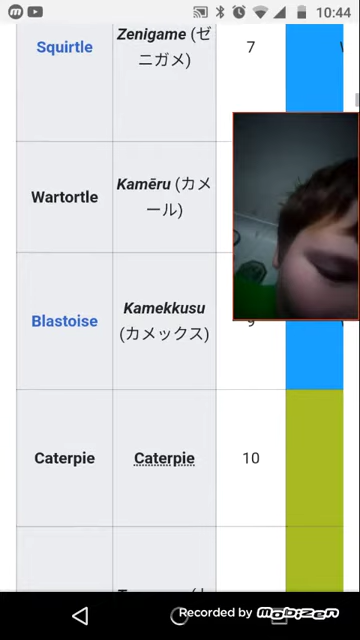 10:44
Squirtle
Zenigame (ゼ
ニガメ)
7
Wartortle
Kamēru (カメ
ール)
Blastoise
Kamekkusu
(カメックス)
9
Caterpie
Caterpie
10
Recorded by mobizen